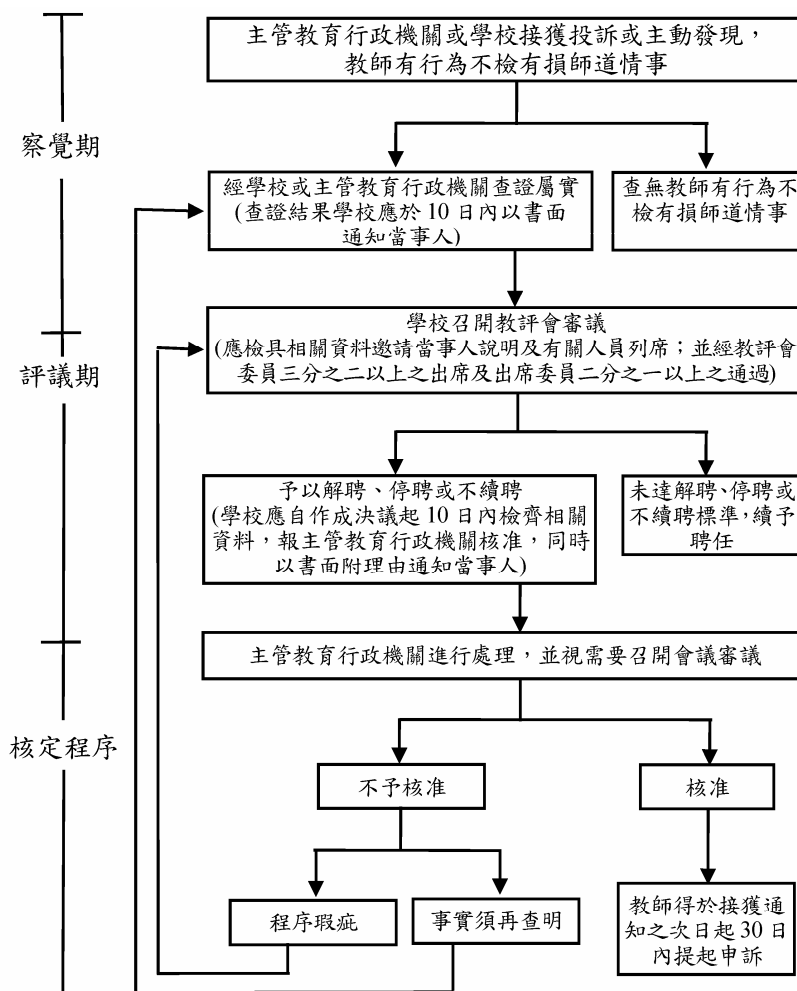 主管教育行政機關或學校接獲投訴或主動發現，
教師有行為不檢有損師道情事
察覺期
經學校或主管教育行政機關查證屬實
(查證結果學校應於 10 日內以書面
通知當事人)
查無教師有行為不
檢有損師道情事
學校召開教評會審議
(應檢具相關資料邀請當事人說明及有關人員列席；並經教評會
委員三分之二以上之出席及出席委員二分之一以上之通過)
評議期
予以解聘、停聘或不續聘
(學校應自作成決議起 10 日內檢齊相關
資料，報主管教育行政機關核准，同時
以書面附理由通知當事人)
未達解聘、停聘或
不續聘標準，續予
聘任
主管教育行政機關進行處理，並視需要召開會議審議
核定程序
不予核准
核准
程序瑕疵
事實須再查明
教師得於接獲通
知之次日起 30 日
內提起申訴